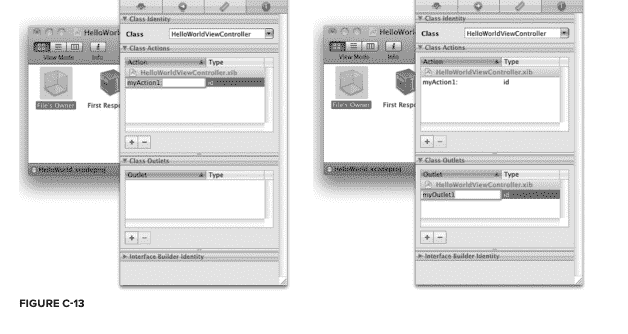 HelloWorl
View Mode
Info
File's Owner
First Respo
HelloWorld.xcodeproj
Class Identity
Class
HelloWorldViewController
Class Actions
Action
Type
HelloWorldViewController.xib
myAction1
+ −
Class Outlets
Outlet
Type
+ −
Interface Builder Identity
HelloWorl
View Mode
Info
File's Owner
First Resp
HelloWorld.xcodeproj
Class Identity
Class
HelloWorldViewController
Class Actions
Action
Type
HelloWorldViewController.xib
myAction1:
id
+ −
Class Outlets
Outlet
Type
HelloWorldViewController.xib
myOutlet1
+ −
Interface Builder Identity
FIGURE C-13